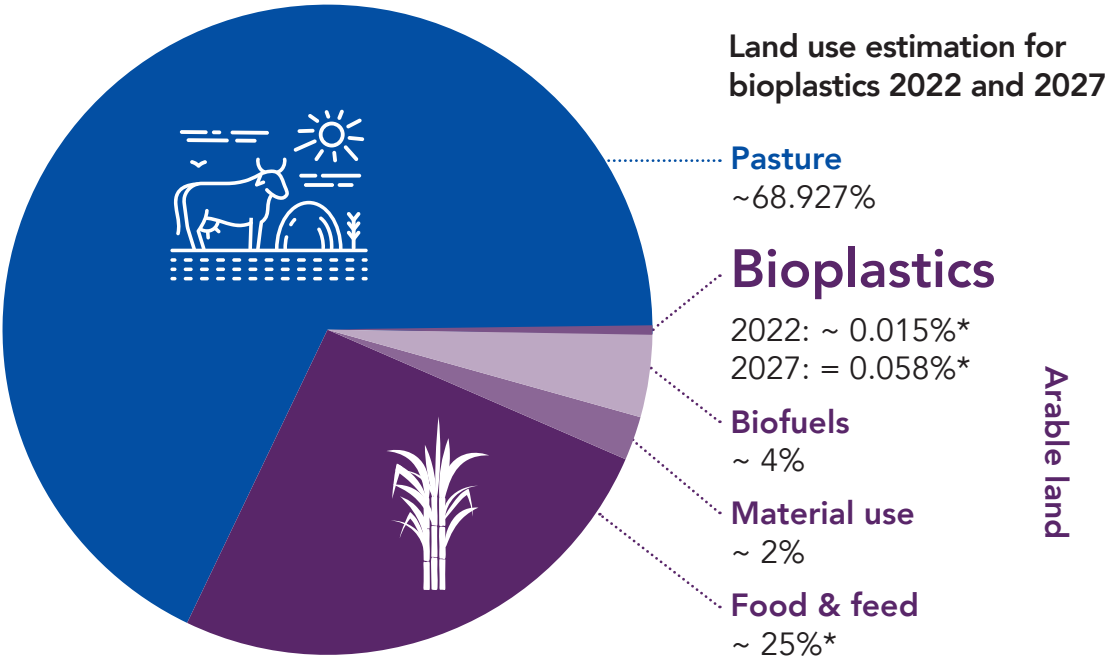 Land use estimation for
bioplastics 2022 and 2027
Pasture
~68.927%
Bioplastics
2022: ~ 0.015%*
2027: = 0.058%*
Biofuels
~ 4%
Material use
~ 2%
Food & feed
~ 25%*
Arable land